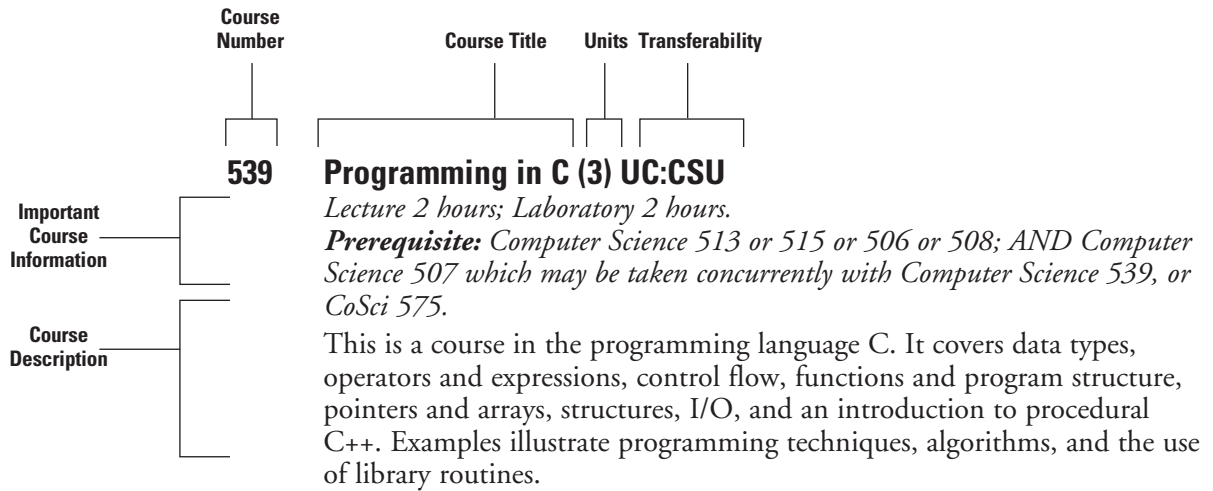 Course
Number
Course Title
Units
Transferability
539 Programming in C (3) UC:CSU
Important
Course
Information
Lecture 2 hours; Laboratory 2 hours.
Prerequisite: Computer Science 513 or 515 or 506 or 508; AND Computer
Science 507 which may be taken concurrently with Computer Science 539, or
CoSci 575.
Course
Description
This is a course in the programming language C. It covers data types,
operators and expressions, control flow, functions and program structure,
pointers and arrays, structures, I/O, and an introduction to procedural
C++. Examples illustrate programming techniques, algorithms, and the use
of library routines.